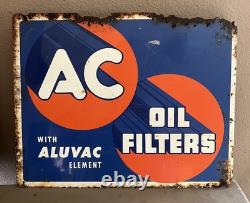 AC
OIL
FILTERS
WITH
ALUVAC
ELEMENT